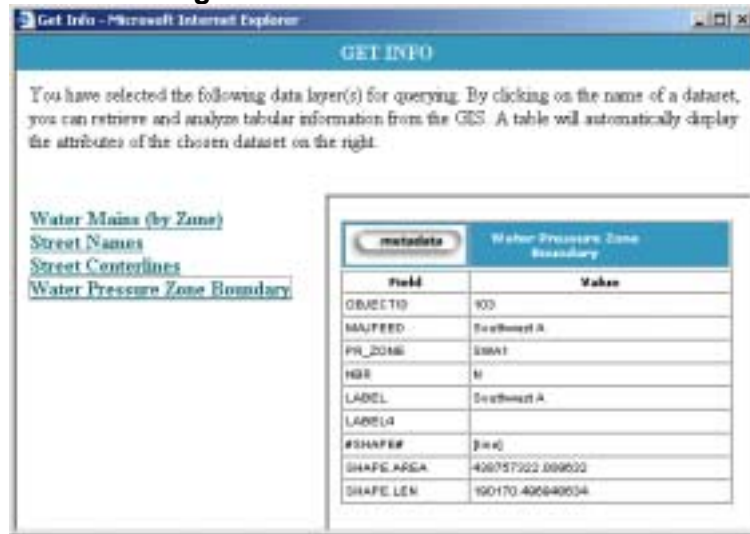 Get Info - Microsoft Internet Explorer
GET INFO
You have selected the following data layer(s) for querying. By clicking on the name of a dataset,
you can retrieve and analyze tabular information from the GIS. A table will automatically display
the attributes of the chosen dataset on the right.
Water Mains (by Zone)
Street Names
Street Centerlines
Water Pressure Zone Boundary
metadata Water Pressure Zone
Boundary
Field Value
OBJECTID 103
MAJFEED Southwest A
PR_ZONE SWA1
NBR N
LABEL Southwest A
LABEL4
#SHAPE# [line]
SHAPE.AREA
SHAPE.LEN